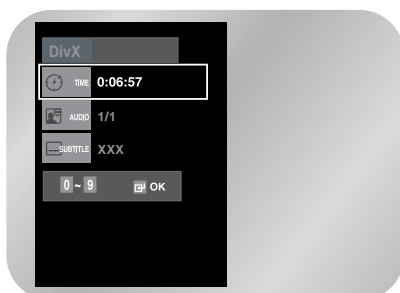 DivX
TIME 0:06:57
AUDIO 1/1
SUBTITLE XXX
0 ~ 9 OK